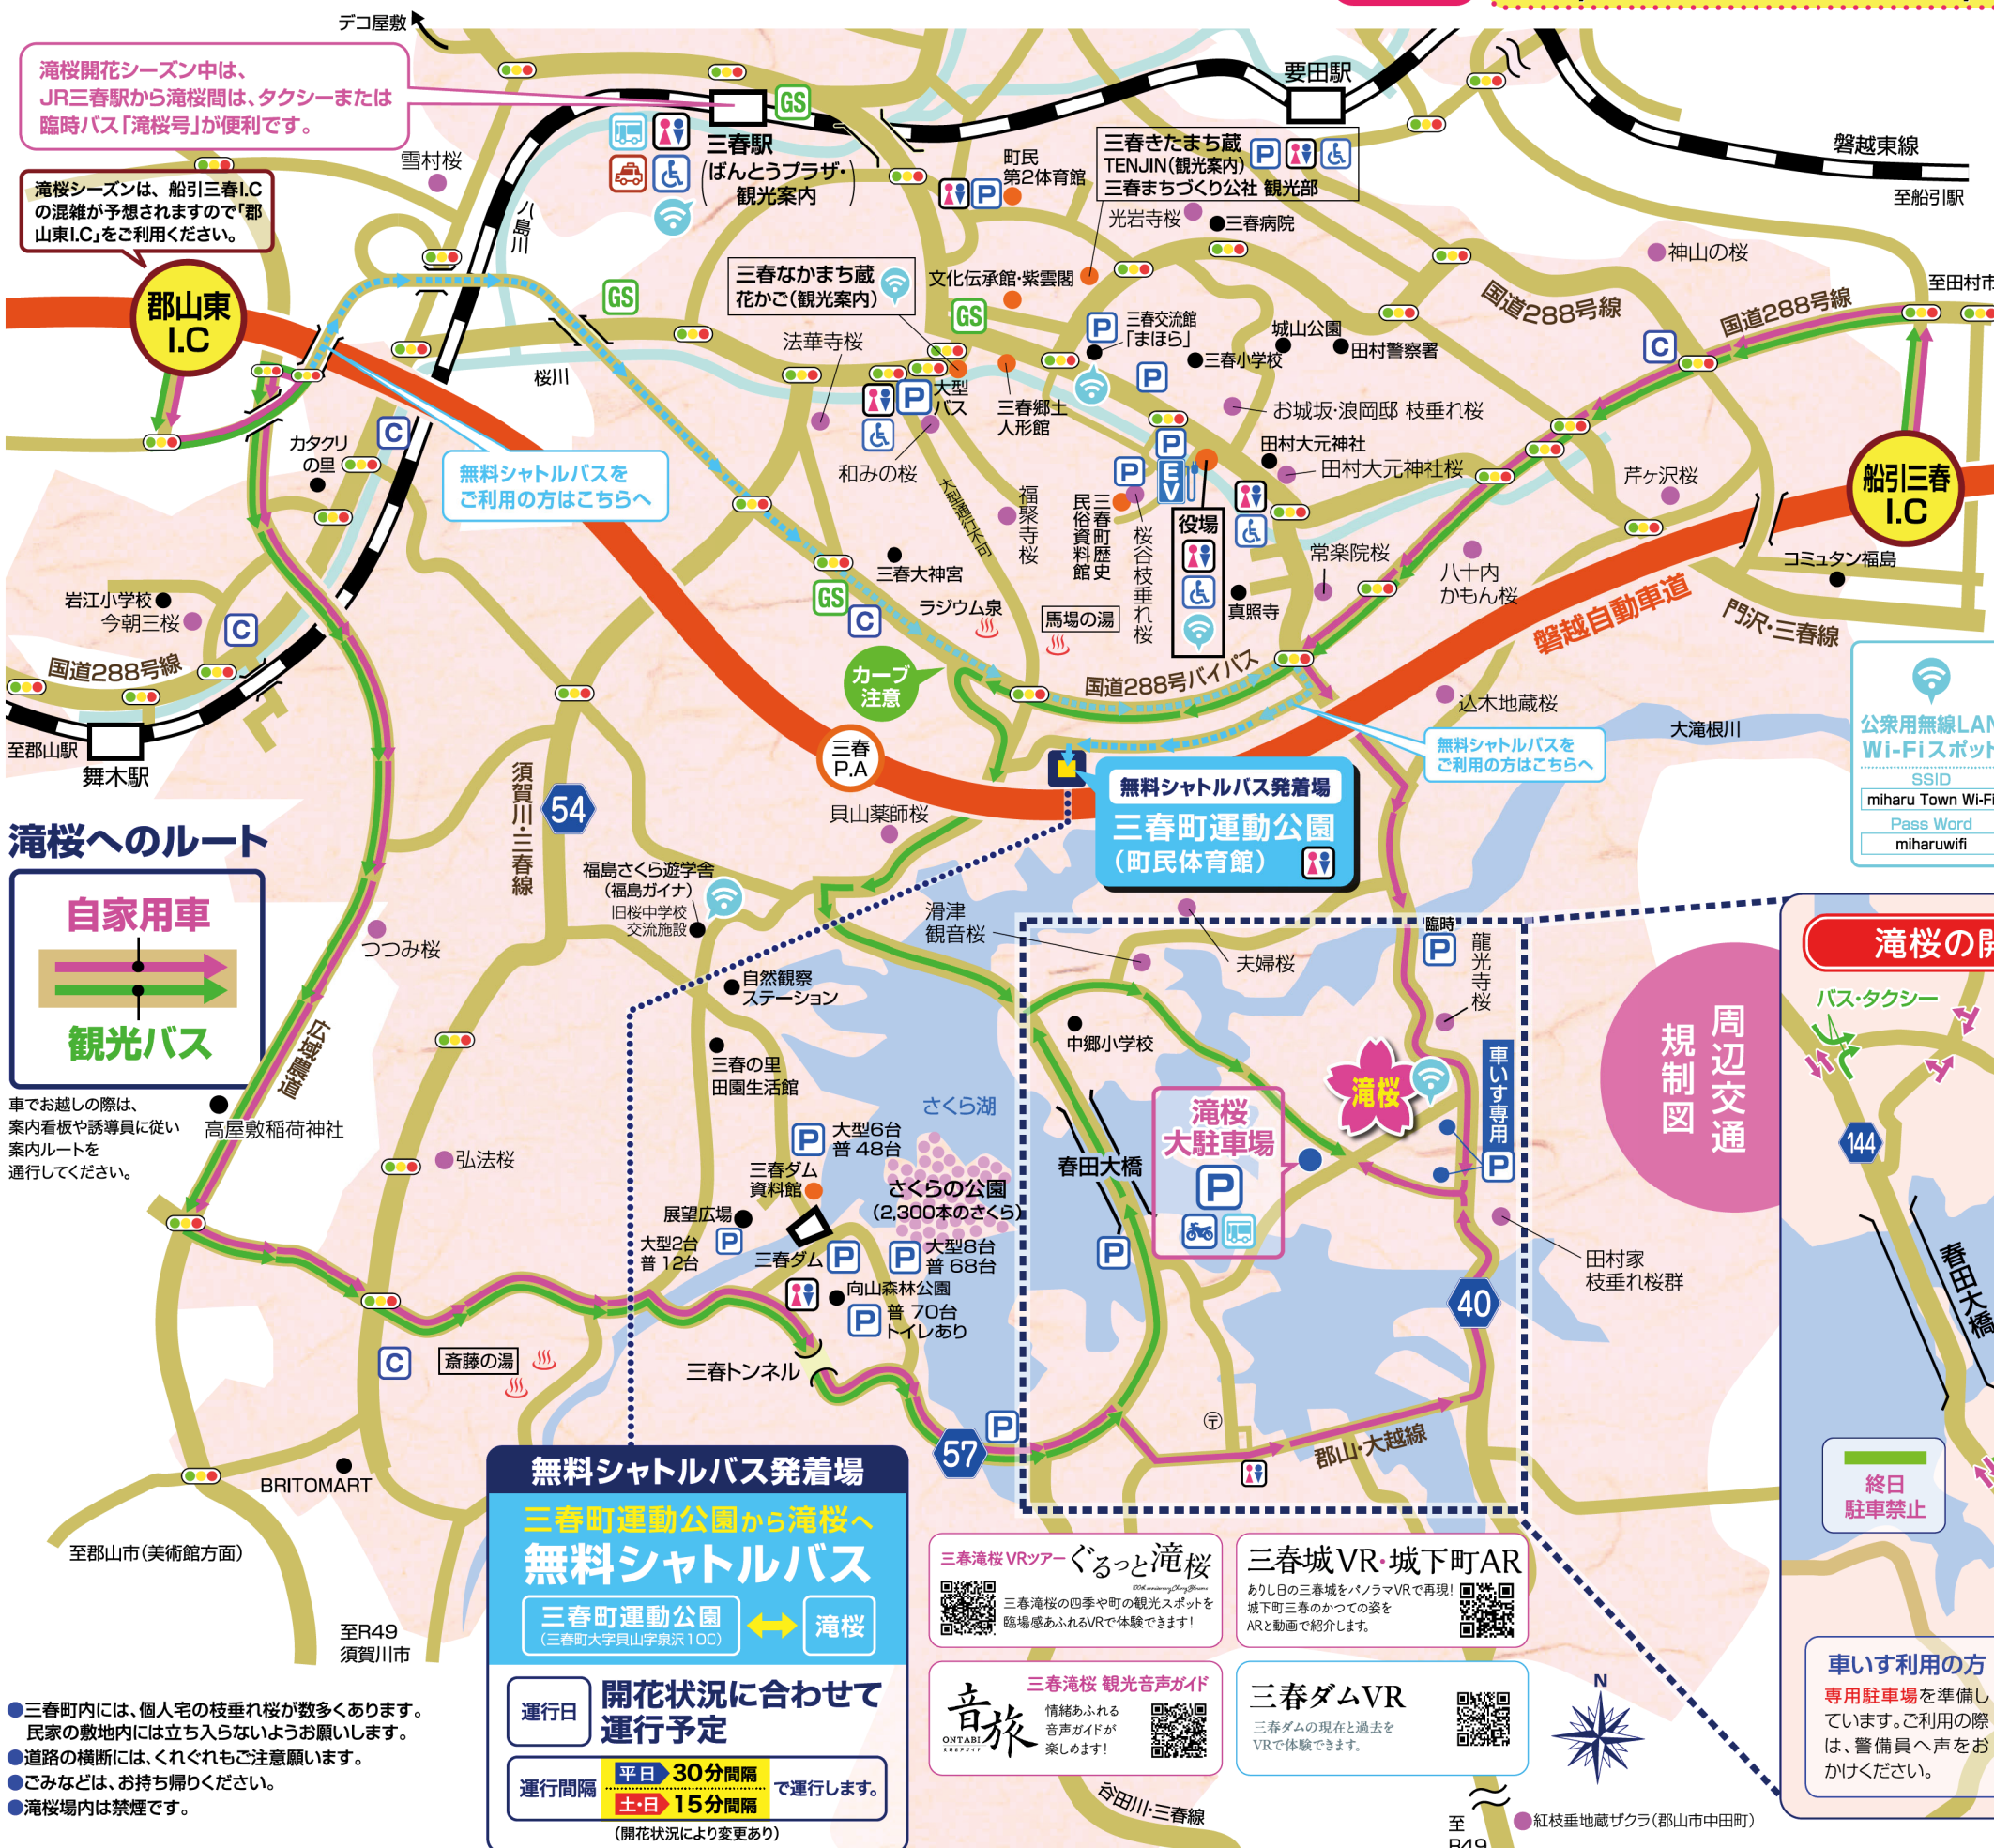 デコ屋敷
滝桜開花シーズン中は、
JR三春駅から滝桜間は、タクシーまたは
臨時バス「滝桜号」が便利です。
滝桜シーズンは、船引三春I.C
の混雑が予想されますので「郡
山東I.C」をご利用ください。
郡山東
I.C
雪村桜
八島川
GS
三春駅
(ばんとうプラザ・
観光案内)
要田駅
磐越東線
至船引駅
町民
第2体育館
P
三春きたまち蔵
TENJIN(観光案内)
三春まちづくり公社 観光部
P
光岩寺桜
三春病院
神山の桜
至田村市
国道288号線
国道288号線
C
GS
三春なかまち蔵
花かご(観光案内)
文化伝承館・紫雲閣
GS
P
三春交流館
「まほら」
城山公園
田村警察署
三春小学校
P
法華寺桜
桜川
P
大型
バス
三春郷土
人形館
お城坂・浪岡邸 枝垂れ桜
田村大元神社
田村大元神社桜
芹ヶ沢桜
船引三春
I.C
カタクリ
の里
C
無料シャトルバスを
ご利用の方はこちらへ
和みの桜
大型通行不可
福聚寺桜
P
P
EV
三春町歴史
民俗資料館
桜谷枝垂れ桜
役場
真照寺
常楽院桜
八十内
かもん桜
コミュタン福島
門沢・三春線
磐越自動車道
三春大神宮
GS
C
ラジウム泉
馬場の湯
岩江小学校
今朝三桜
C
国道288号線
至郡山駅
舞木駅
カーブ
注意
国道288号バイパス
込木地蔵桜
大滝根川
無料シャトルバスを
ご利用の方はこちらへ
公衆用無線LAN
Wi-Fiスポット
SSID
miharu Town Wi-Fi
Pass Word
miharuwifi
三春
P.A
無料シャトルバス発着場
三春町運動公園
(町民体育館)
貝山薬師桜
須賀川・三春線
54
滝桜へのルート
自家用車
観光バス
車でお越しの際は、
案内看板や誘導員に従い
案内ルートを
通行してください。
つつみ桜
広域農道
高屋敷稲荷神社
福島さくら遊学舎
(福島ガイナ)
旧桜中学校
交流施設
自然観察
ステーション
三春の里
田園生活館
滑津
観音桜
夫婦桜
臨時
P
龍光寺桜
中郷小学校
滝桜
車いす専用
P
滝桜
大駐車場
P
春田大橋
P
周辺交通
規制図
滝桜の開
バス・タクシー
144
春田大橋
終日
駐車禁止
車いす利用の方
専用駐車場を準備し
ています。ご利用の際
は、警備員へ声をお
かけください。
さくら湖
P
大型6台
普 48台
三春ダム
資料館
さくらの公園
(2,300本のさくら)
展望広場
P
大型2台
普 12台
三春ダム
P
P
大型8台
普 68台
向山森林公園
P
普 70台
トイレあり
弘法桜
C
斎藤の湯
三春トンネル
57
P
40
田村家
枝垂れ桜群
〒
郡山・大越線
BRITOMART
至郡山市(美術館方面)
至R49
須賀川市
無料シャトルバス発着場
三春町運動公園から滝桜へ
無料シャトルバス
三春町運動公園
(三春町大字貝山字泉沢100)
滝桜
運行日
開花状況に合わせて
運行予定
運行間隔
平日 30分間隔
土・日 15分間隔
で運行します。
(開花状況により変更あり)
三春滝桜VRツアー ぐるっと滝桜
三春滝桜の四季や町の観光スポットを
臨場感あふれるVRで体験できます!
三春城VR・城下町AR
ありし日の三春城をパノラマVRで再現!
城下町三春のかつての姿を
ARと動画で紹介します。
音旅
ONTABI
三春滝桜 観光音声ガイド
情緒あふれる
音声ガイドが
楽しめます!
三春ダムVR
三春ダムの現在と過去を
VRで体験できます。
N
谷田川・三春線
至
R49
紅枝垂地蔵ザクラ(郡山市中田町)
●三春町内には、個人宅の枝垂れ桜が数多くあります。
民家の敷地内には立ち入らないようお願いします。
●道路の横断には、くれぐれもご注意願います。
●ごみなどは、お持ち帰りください。
●滝桜場内は禁煙です。